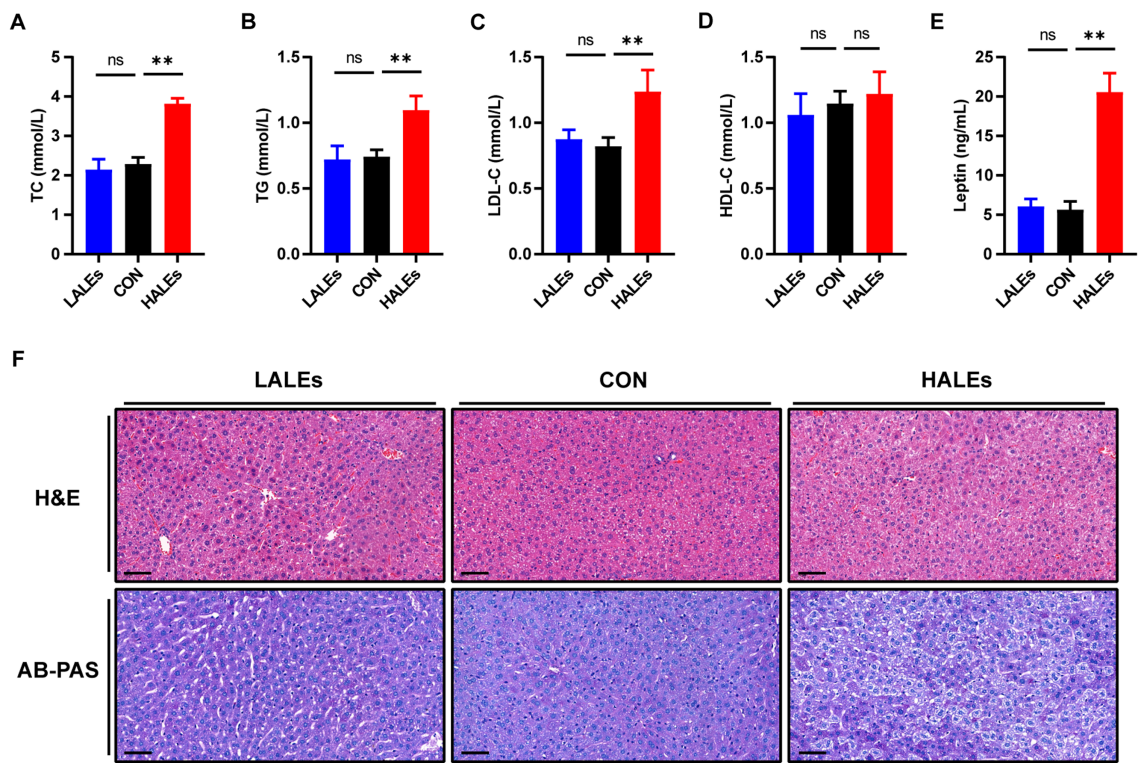 A
TC (mmol/L)
5
4
3
2
1
0
ns
**
LALEs
CON
HALEs
B
TG (mmol/L)
1.5
1.0
0.5
0.0
ns
**
LALEs
CON
HALEs
C
LDL-C (mmol/L)
1.5
1.0
0.5
0.0
ns
**
LALEs
CON
HALEs
D
HDL-C (mmol/L)
1.5
1.0
0.5
0.0
ns
ns
LALEs
CON
HALEs
E
Leptin (ng/mL)
25
20
15
10
5
0
ns
**
LALEs
CON
HALEs
F
LALEs
CON
HALEs
H&E
AB-PAS